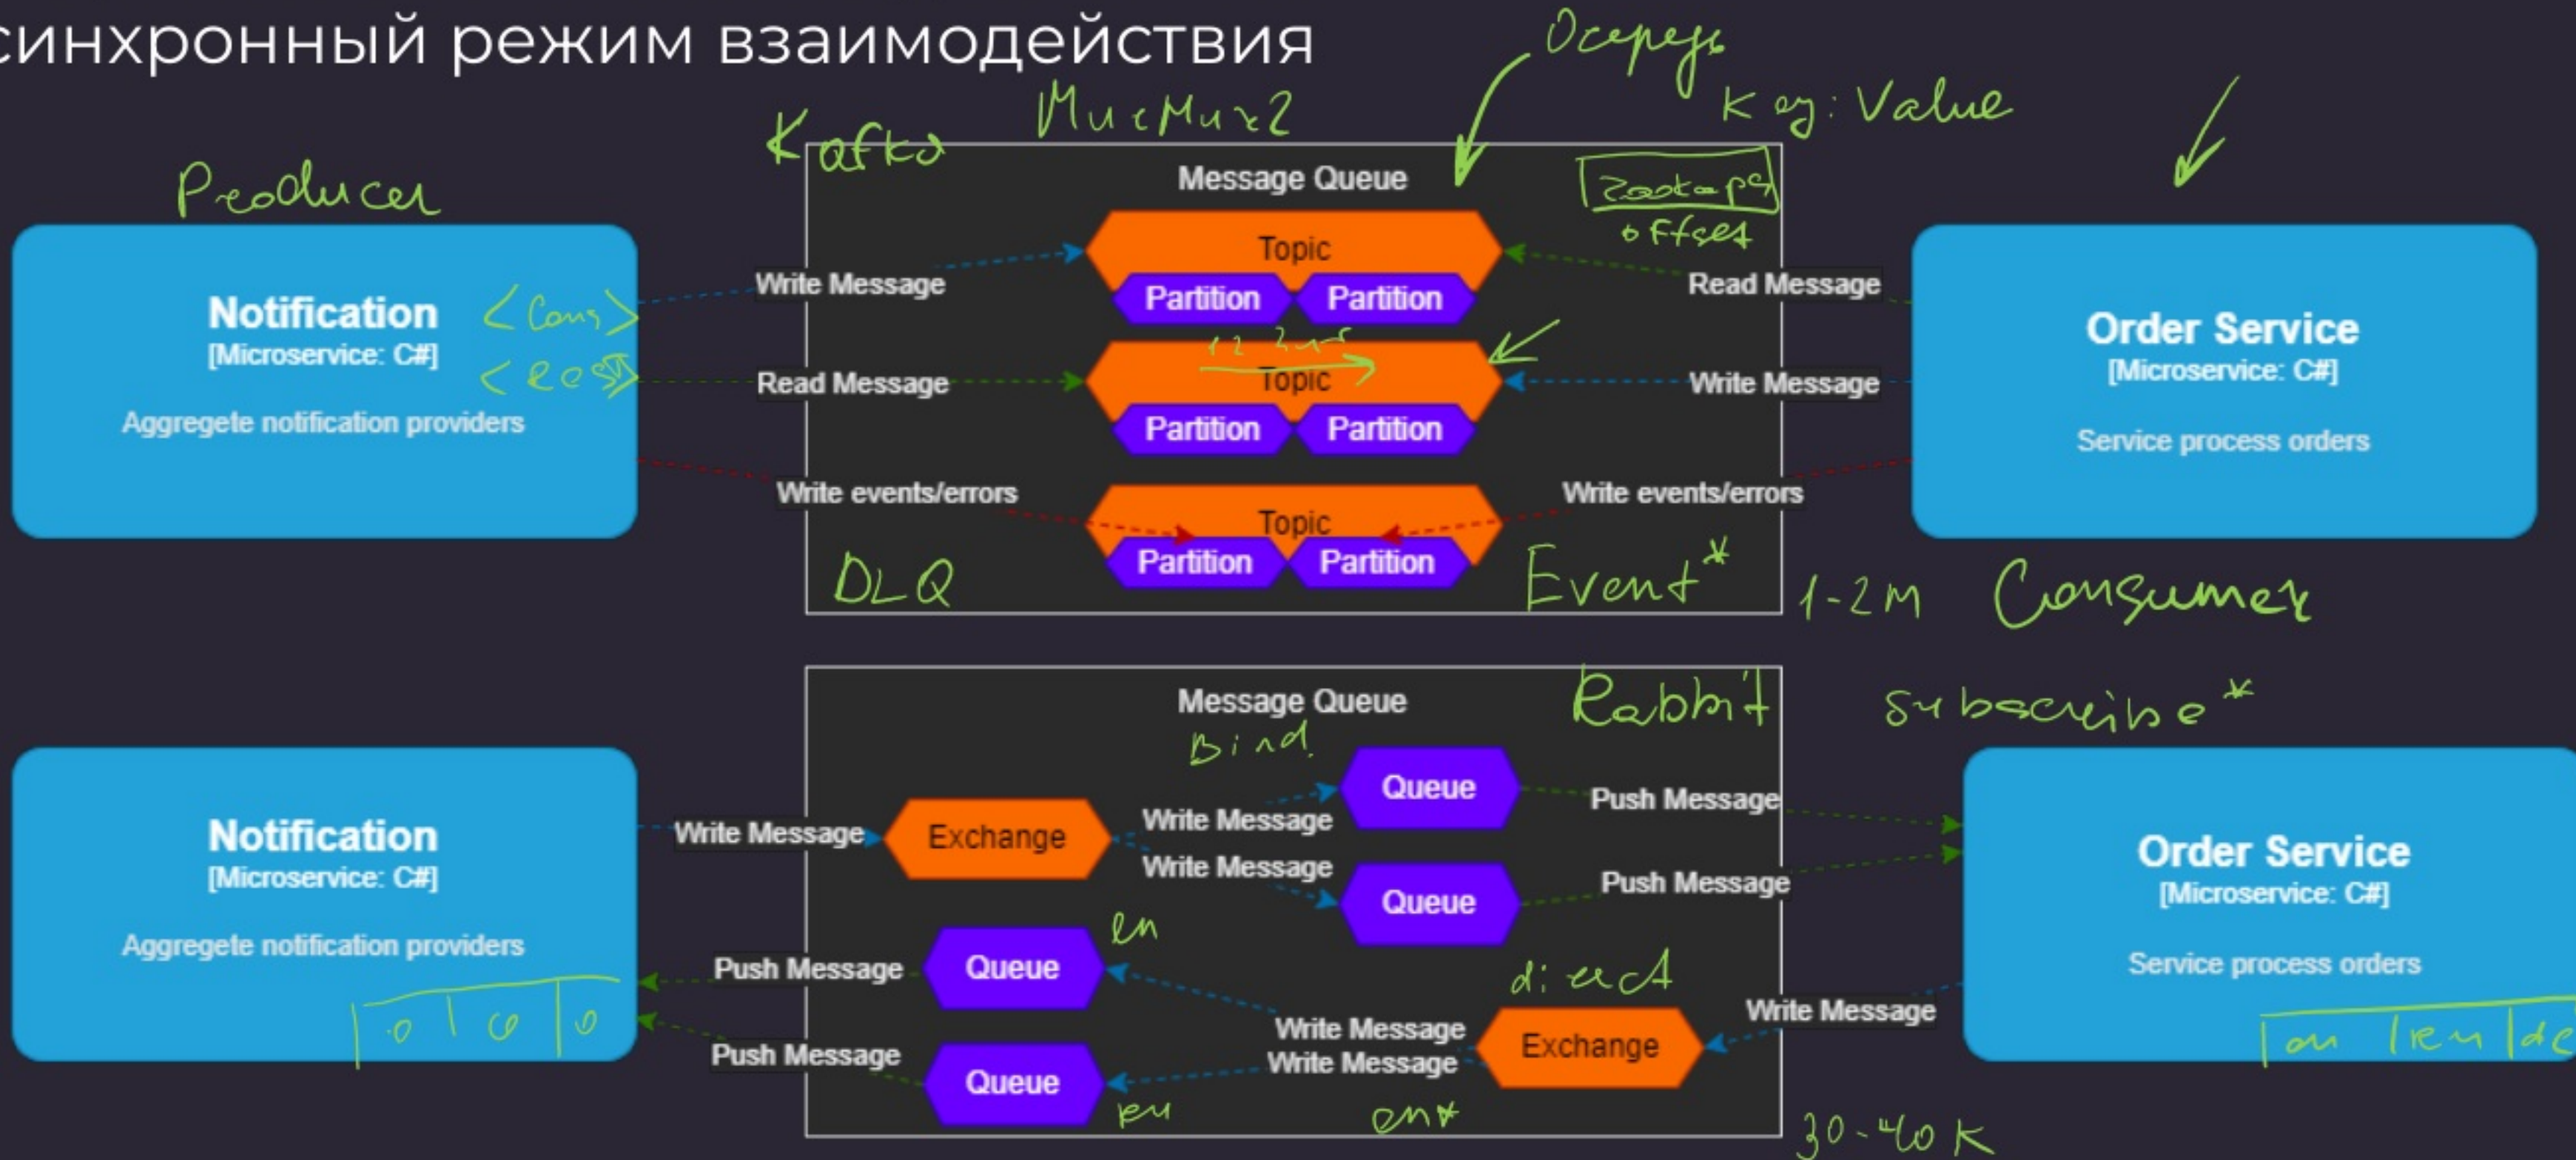 синхронный режим взаимодействия
Key: Value
Kafka
Producer
Message Queue
offset
Topic
Partition Partition
Write Message
Read Message
Notification
[Microservice: C#]
Aggregete notification providers
Order Service
[Microservice: C#]
Service process orders
Topic
Partition Partition
Read Message
Write Message
Write events/errors
Write events/errors
Topic
Partition Partition
DLQ
Event*
1-2M
Consumer
Message Queue
Rabbit
Subscribe*
Bind
Queue
Push Message
Notification
[Microservice: C#]
Aggregete notification providers
Write Message
Exchange
Write Message
Write Message
Queue
Push Message
Order Service
[Microservice: C#]
Service process orders
en
Queue
Push Message
direct
Write Message
Write Message
Exchange
Write Message
Push Message
Queue
en*
30-40K